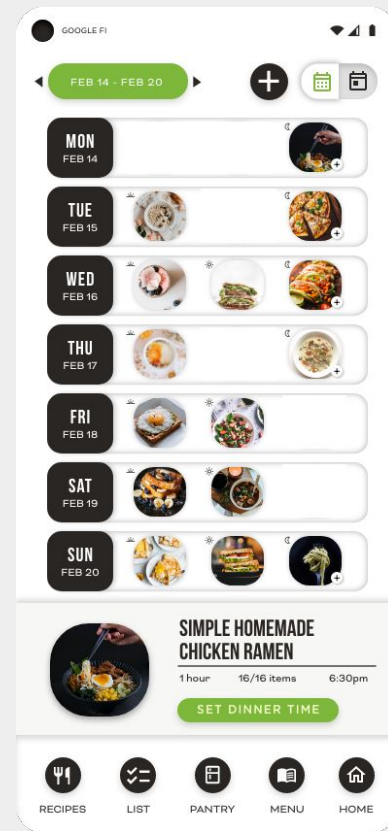 GOOGLE FI
FEB 14 - FEB 20
MON
FEB 14
TUE
FEB 15
WED
FEB 16
THU
FEB 17
FRI
FEB 18
SAT
FEB 19
SUN
FEB 20
SIMPLE HOMEMADE
CHICKEN RAMEN
1 hour 16/16 items 6:30pm
SET DINNER TIME
RECIPES LIST PANTRY MENU HOME